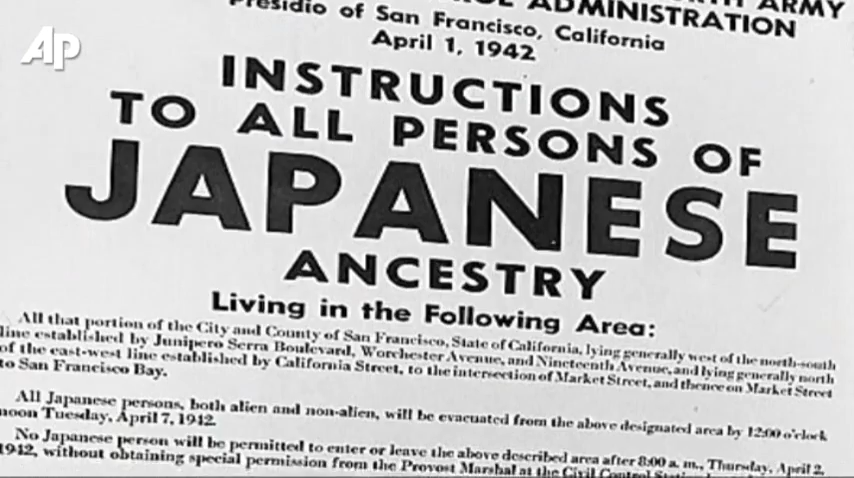 AP
ADMINISTRATION
ARMY
Presidio of San Francisco, California
April 1, 1942
INSTRUCTIONS
TO ALL PERSONS OF
JAPANESE
ANCESTRY
Living in the Following Area:
All that portion of the City and County of San Francisco, State of California, lying generally west of the north-south
line established by Junipero Serra Boulevard, Worchester Avenue, and Nineteenth Avenue, and lying generally north
of the east-west line established by California Street, to the intersection of Market Street, and thence on Market Street
to San Francisco Bay.
All Japanese persons, both alien and non-alien, will be evacuated from the above designated area by 12:00 o'clock
noon Tuesday, April 7, 1942.
No Japanese person will be permitted to enter or leave the above described area after 8:00 a. m., Thursday, April 2,
1942, without obtaining special permission from the Provost Marshal at the Civil Control